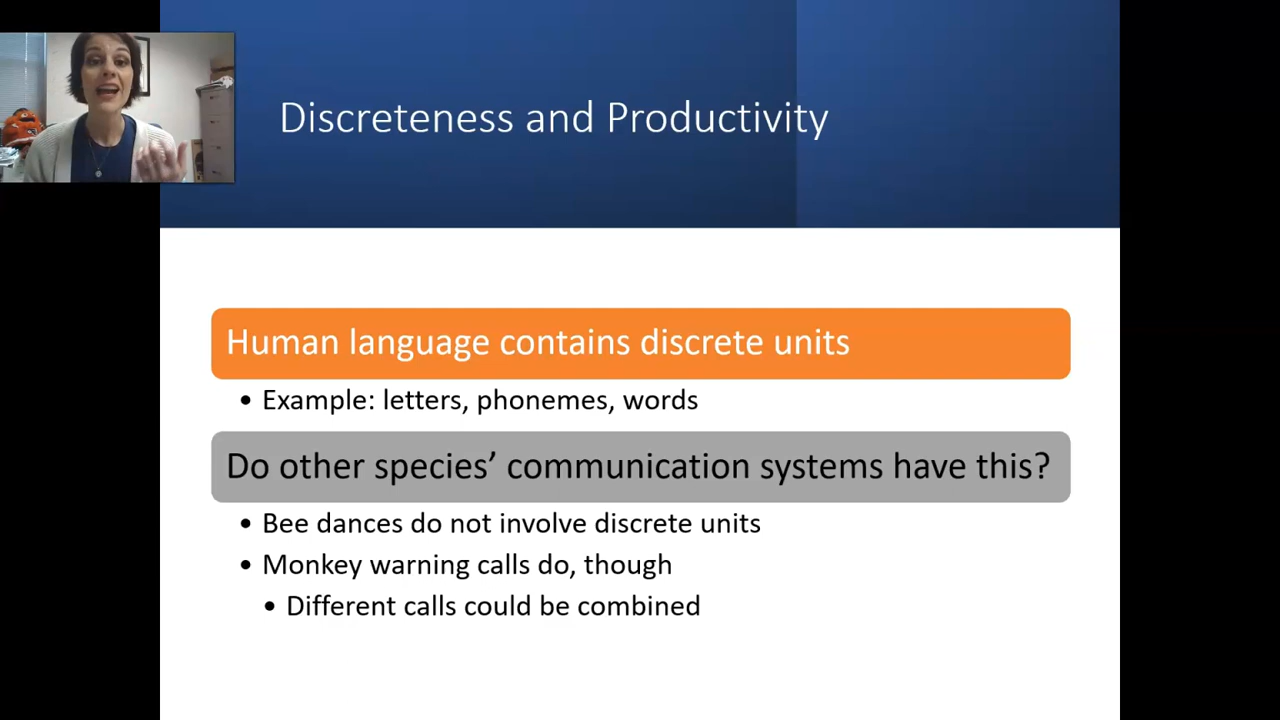 Discreteness and Productivity
Human language contains discrete units
• Example: letters, phonemes, words
Do other species’ communication systems have this?
• Bee dances do not involve discrete units
• Monkey warning calls do, though
• Different calls could be combined